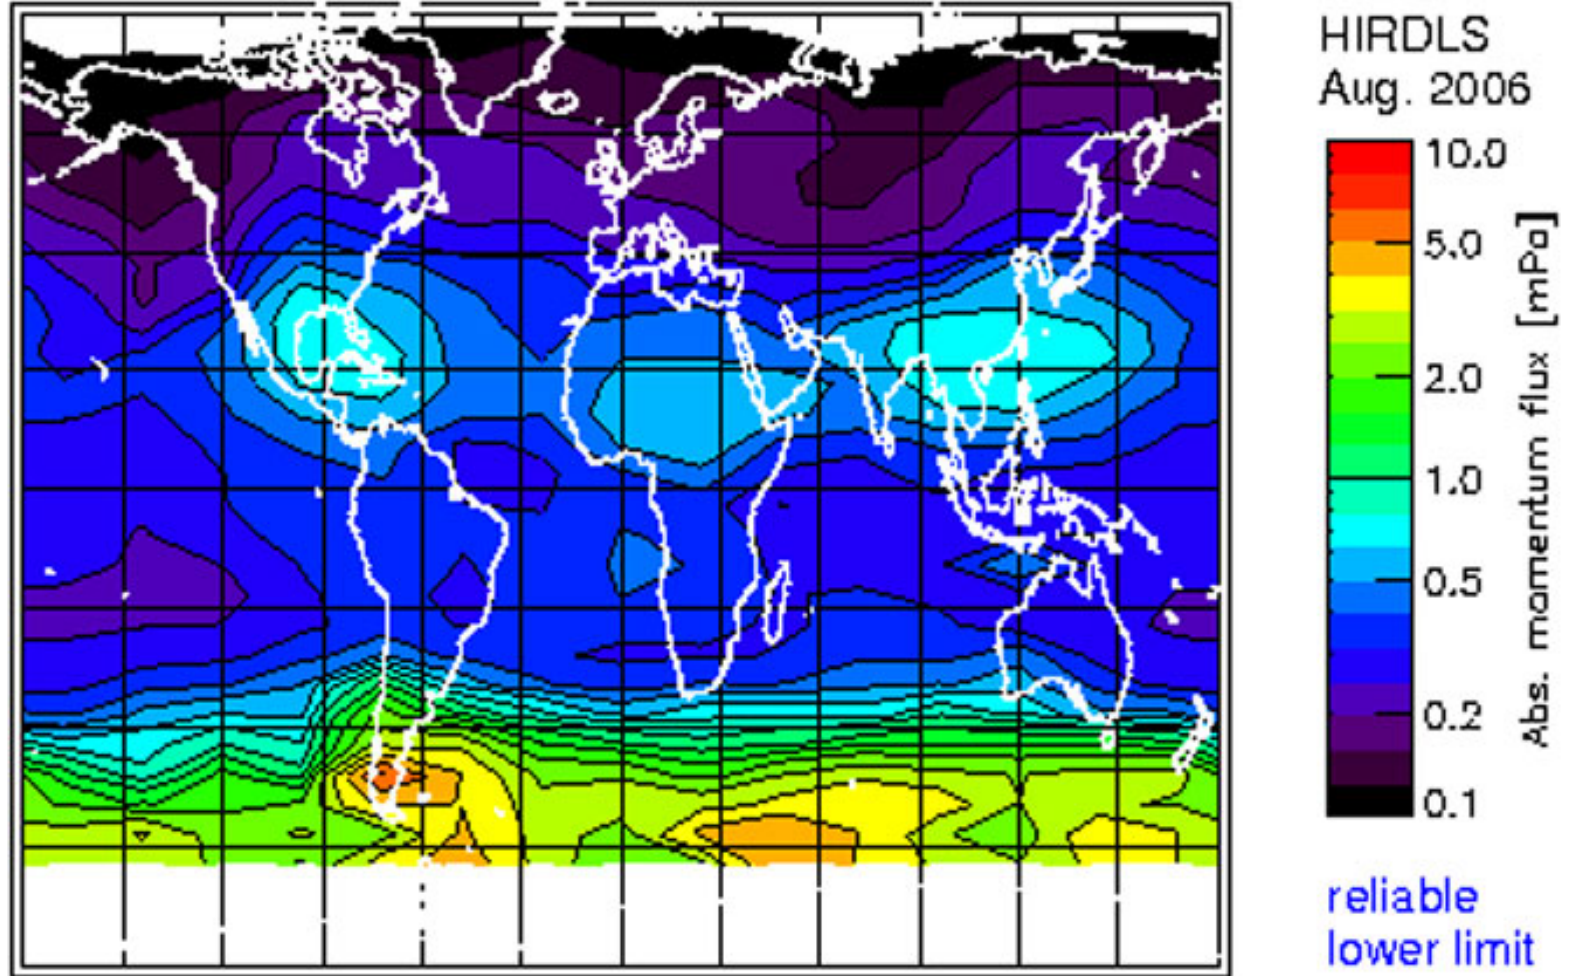 HIRDLS
Aug. 2006
10.0
5.0
2.0
1.0
0.5
0.2
0.1
Abs. momentum flux [mPa]
reliable
lower limit